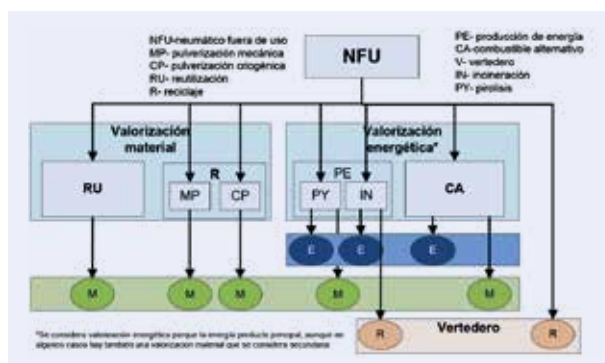 NFU-neumático fuera de uso
MP- pulverización mecánica
CP- pulverización criogénica
RU- reutilización
R- reciclaje
NFU
PE- producción de energía
CA-combustible alternativo
V- vertedero
IN- incineración
PY- pirolisis
Valorización
material
Valorización
energética*
RU
R
MP
CP
PE
PY
IN
CA
E
E
E
M
M
M
M
M
R
Vertedero
R
*Se considera valorización energética porque la energía producto principal, aunque en
algunos casos hay también una valorización material que se considera secundaria